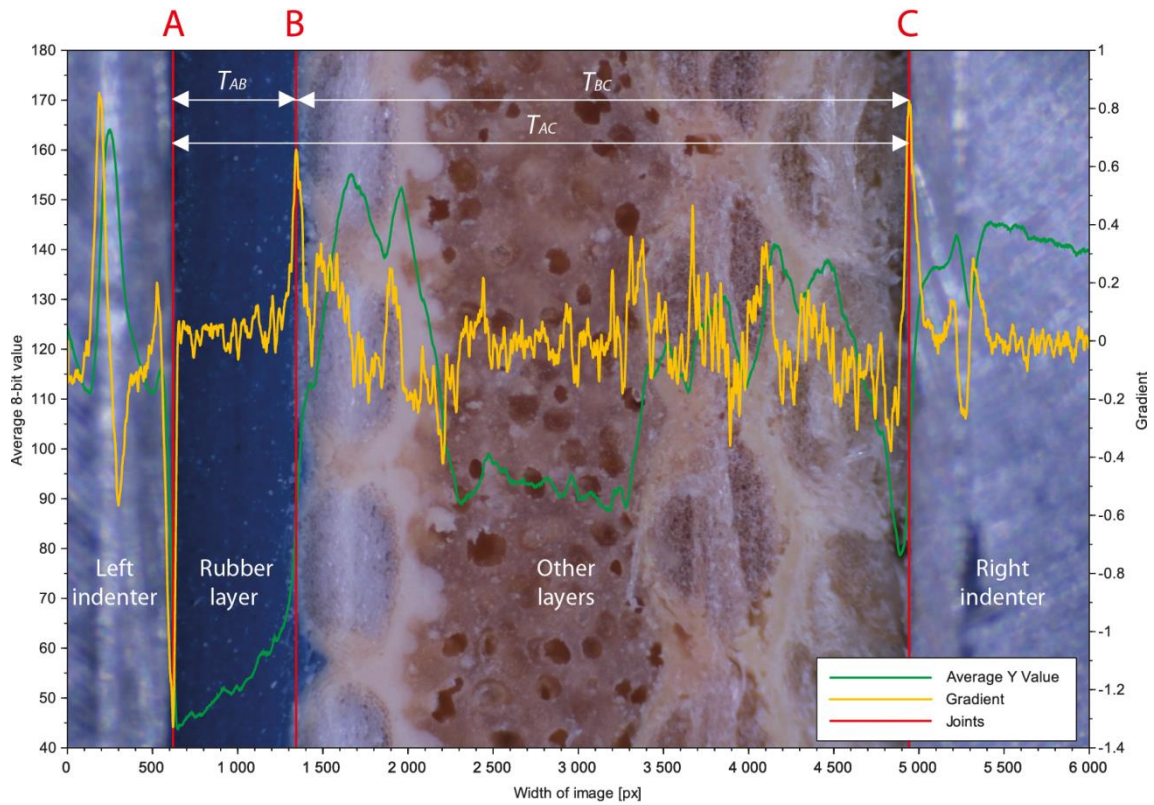 A B C
180 1
T_AB T_BC
170 0.8
T_AC
160 0.6
150 0.4
140 0.2
130 0
120 -0.2
110 -0.4
100 -0.6
90 -0.8
80 -1
70 -1.2
60 -1.4
50
40
Average 8-bit value
Gradient
Left
indenter
Rubber
layer
Other
layers
Right
indenter
Average Y Value
Gradient
Joints
0 500 1 000 1 500 2 000 2 500 3 000 3 500 4 000 4 500 5 000 5 500 6 000
Width of image [px]